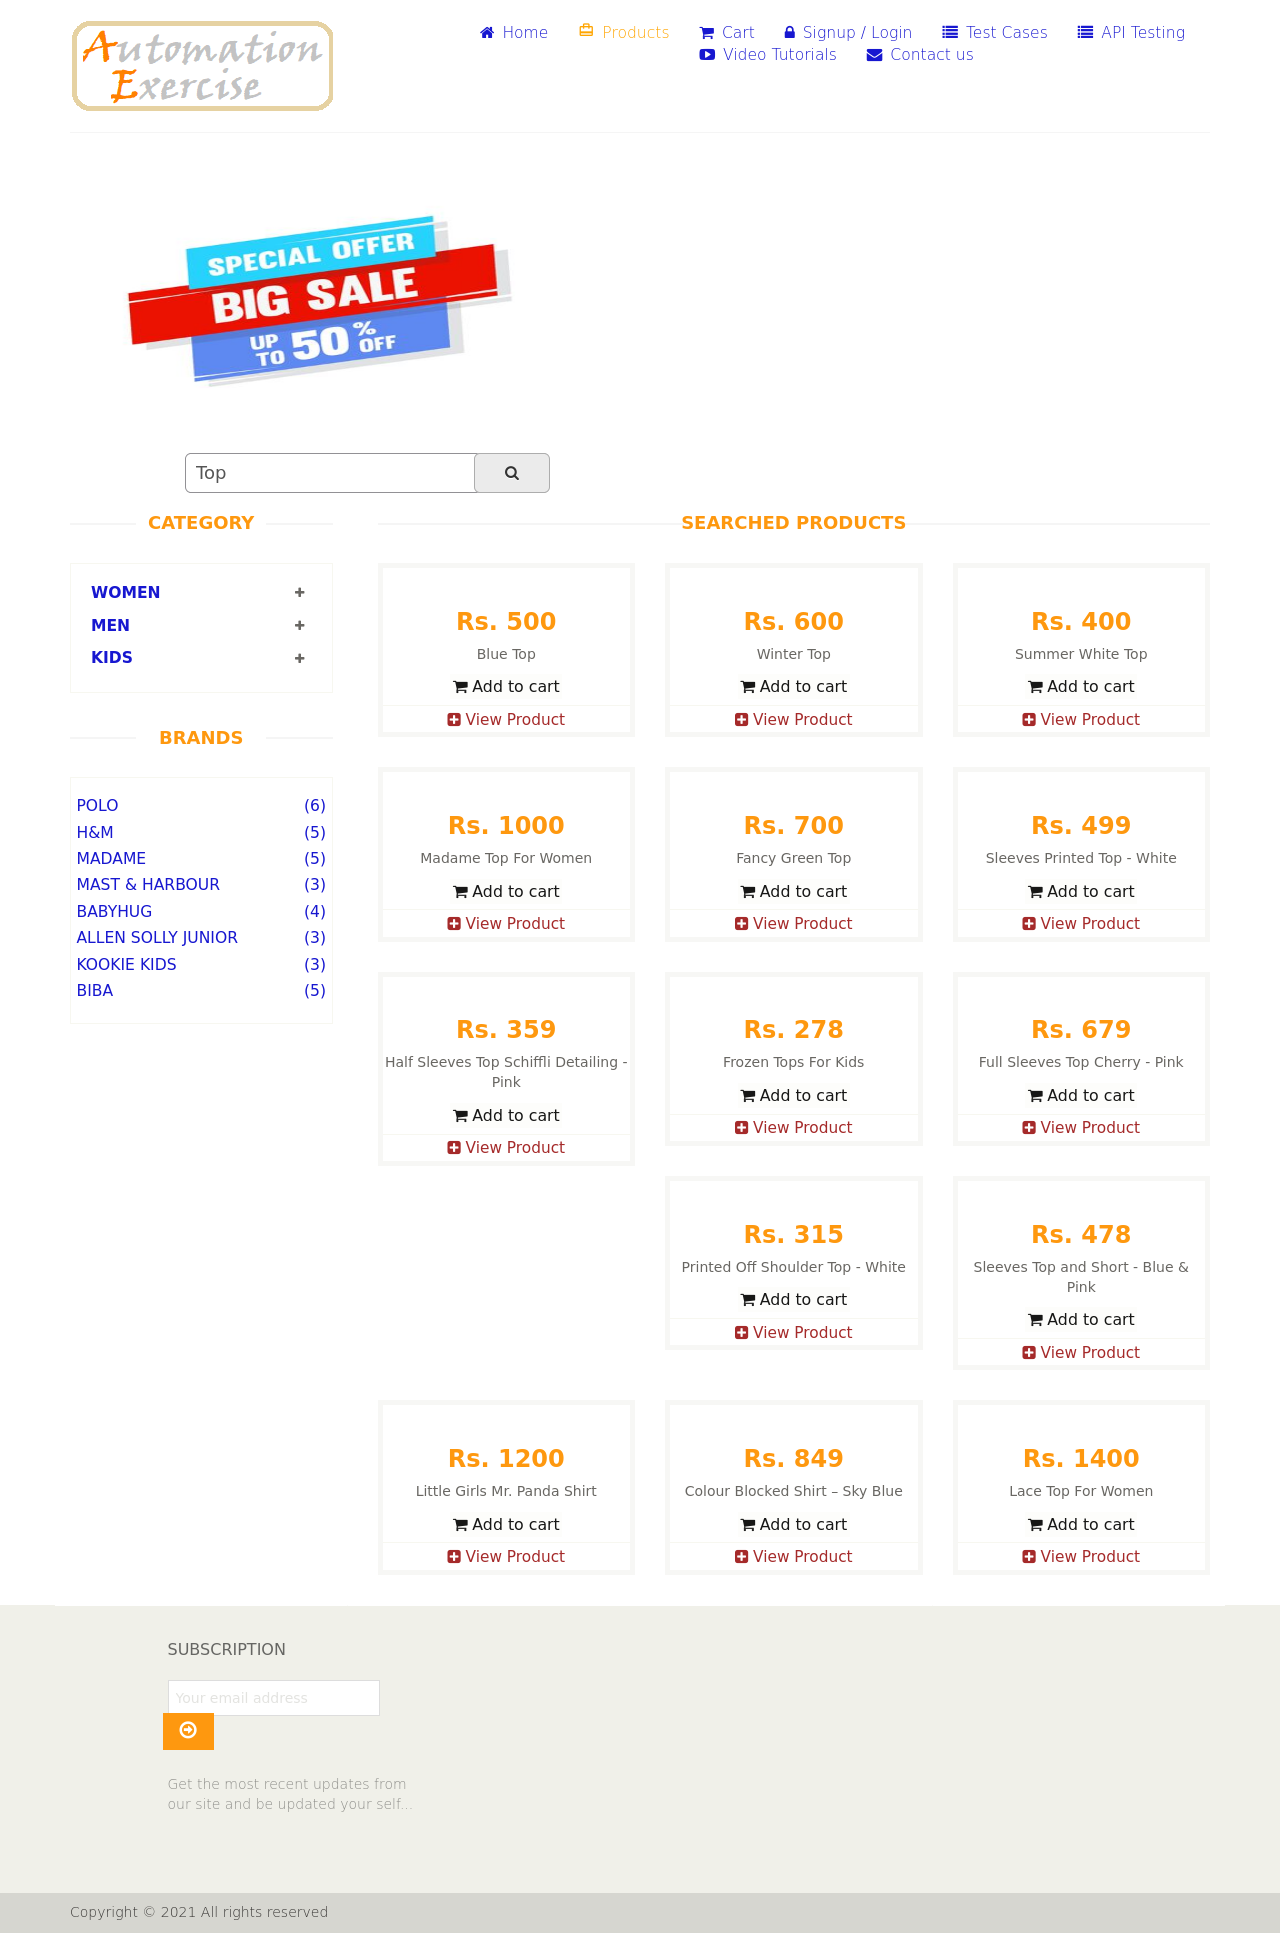 Automation
Exercise
Home
Products
Cart
Signup / Login
Test Cases
API Testing
Video Tutorials
Contact us
SPECIAL OFFER
BIG SALE
UP TO 50% OFF
Top
CATEGORY
WOMEN
MEN
KIDS
BRANDS
POLO (6)
H&M (5)
MADAME (5)
MAST & HARBOUR (3)
BABYHUG (4)
ALLEN SOLLY JUNIOR (3)
KOOKIE KIDS (3)
BIBA (5)
SEARCHED PRODUCTS
Rs. 500
Blue Top
Add to cart
View Product
Rs. 600
Winter Top
Add to cart
View Product
Rs. 400
Summer White Top
Add to cart
View Product
Rs. 1000
Madame Top For Women
Add to cart
View Product
Rs. 700
Fancy Green Top
Add to cart
View Product
Rs. 499
Sleeves Printed Top - White
Add to cart
View Product
Rs. 359
Half Sleeves Top Schiffli Detailing -
Pink
Add to cart
View Product
Rs. 278
Frozen Tops For Kids
Add to cart
View Product
Rs. 679
Full Sleeves Top Cherry - Pink
Add to cart
View Product
Rs. 315
Printed Off Shoulder Top - White
Add to cart
View Product
Rs. 478
Sleeves Top and Short - Blue &
Pink
Add to cart
View Product
Rs. 1200
Little Girls Mr. Panda Shirt
Add to cart
View Product
Rs. 849
Colour Blocked Shirt – Sky Blue
Add to cart
View Product
Rs. 1400
Lace Top For Women
Add to cart
View Product
SUBSCRIPTION
Your email address
Get the most recent updates from
our site and be updated your self...
Copyright © 2021 All rights reserved